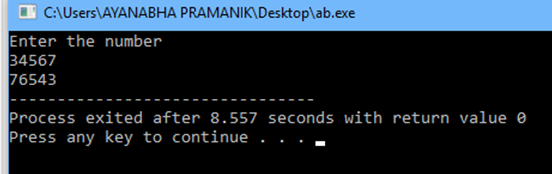 C:\Users\AYANABHA PRAMANIK\Desktop\ab.exe
Enter the number
34567
76543
--------------------------------
Process exited after 8.557 seconds with return value 0
Press any key to continue . . .